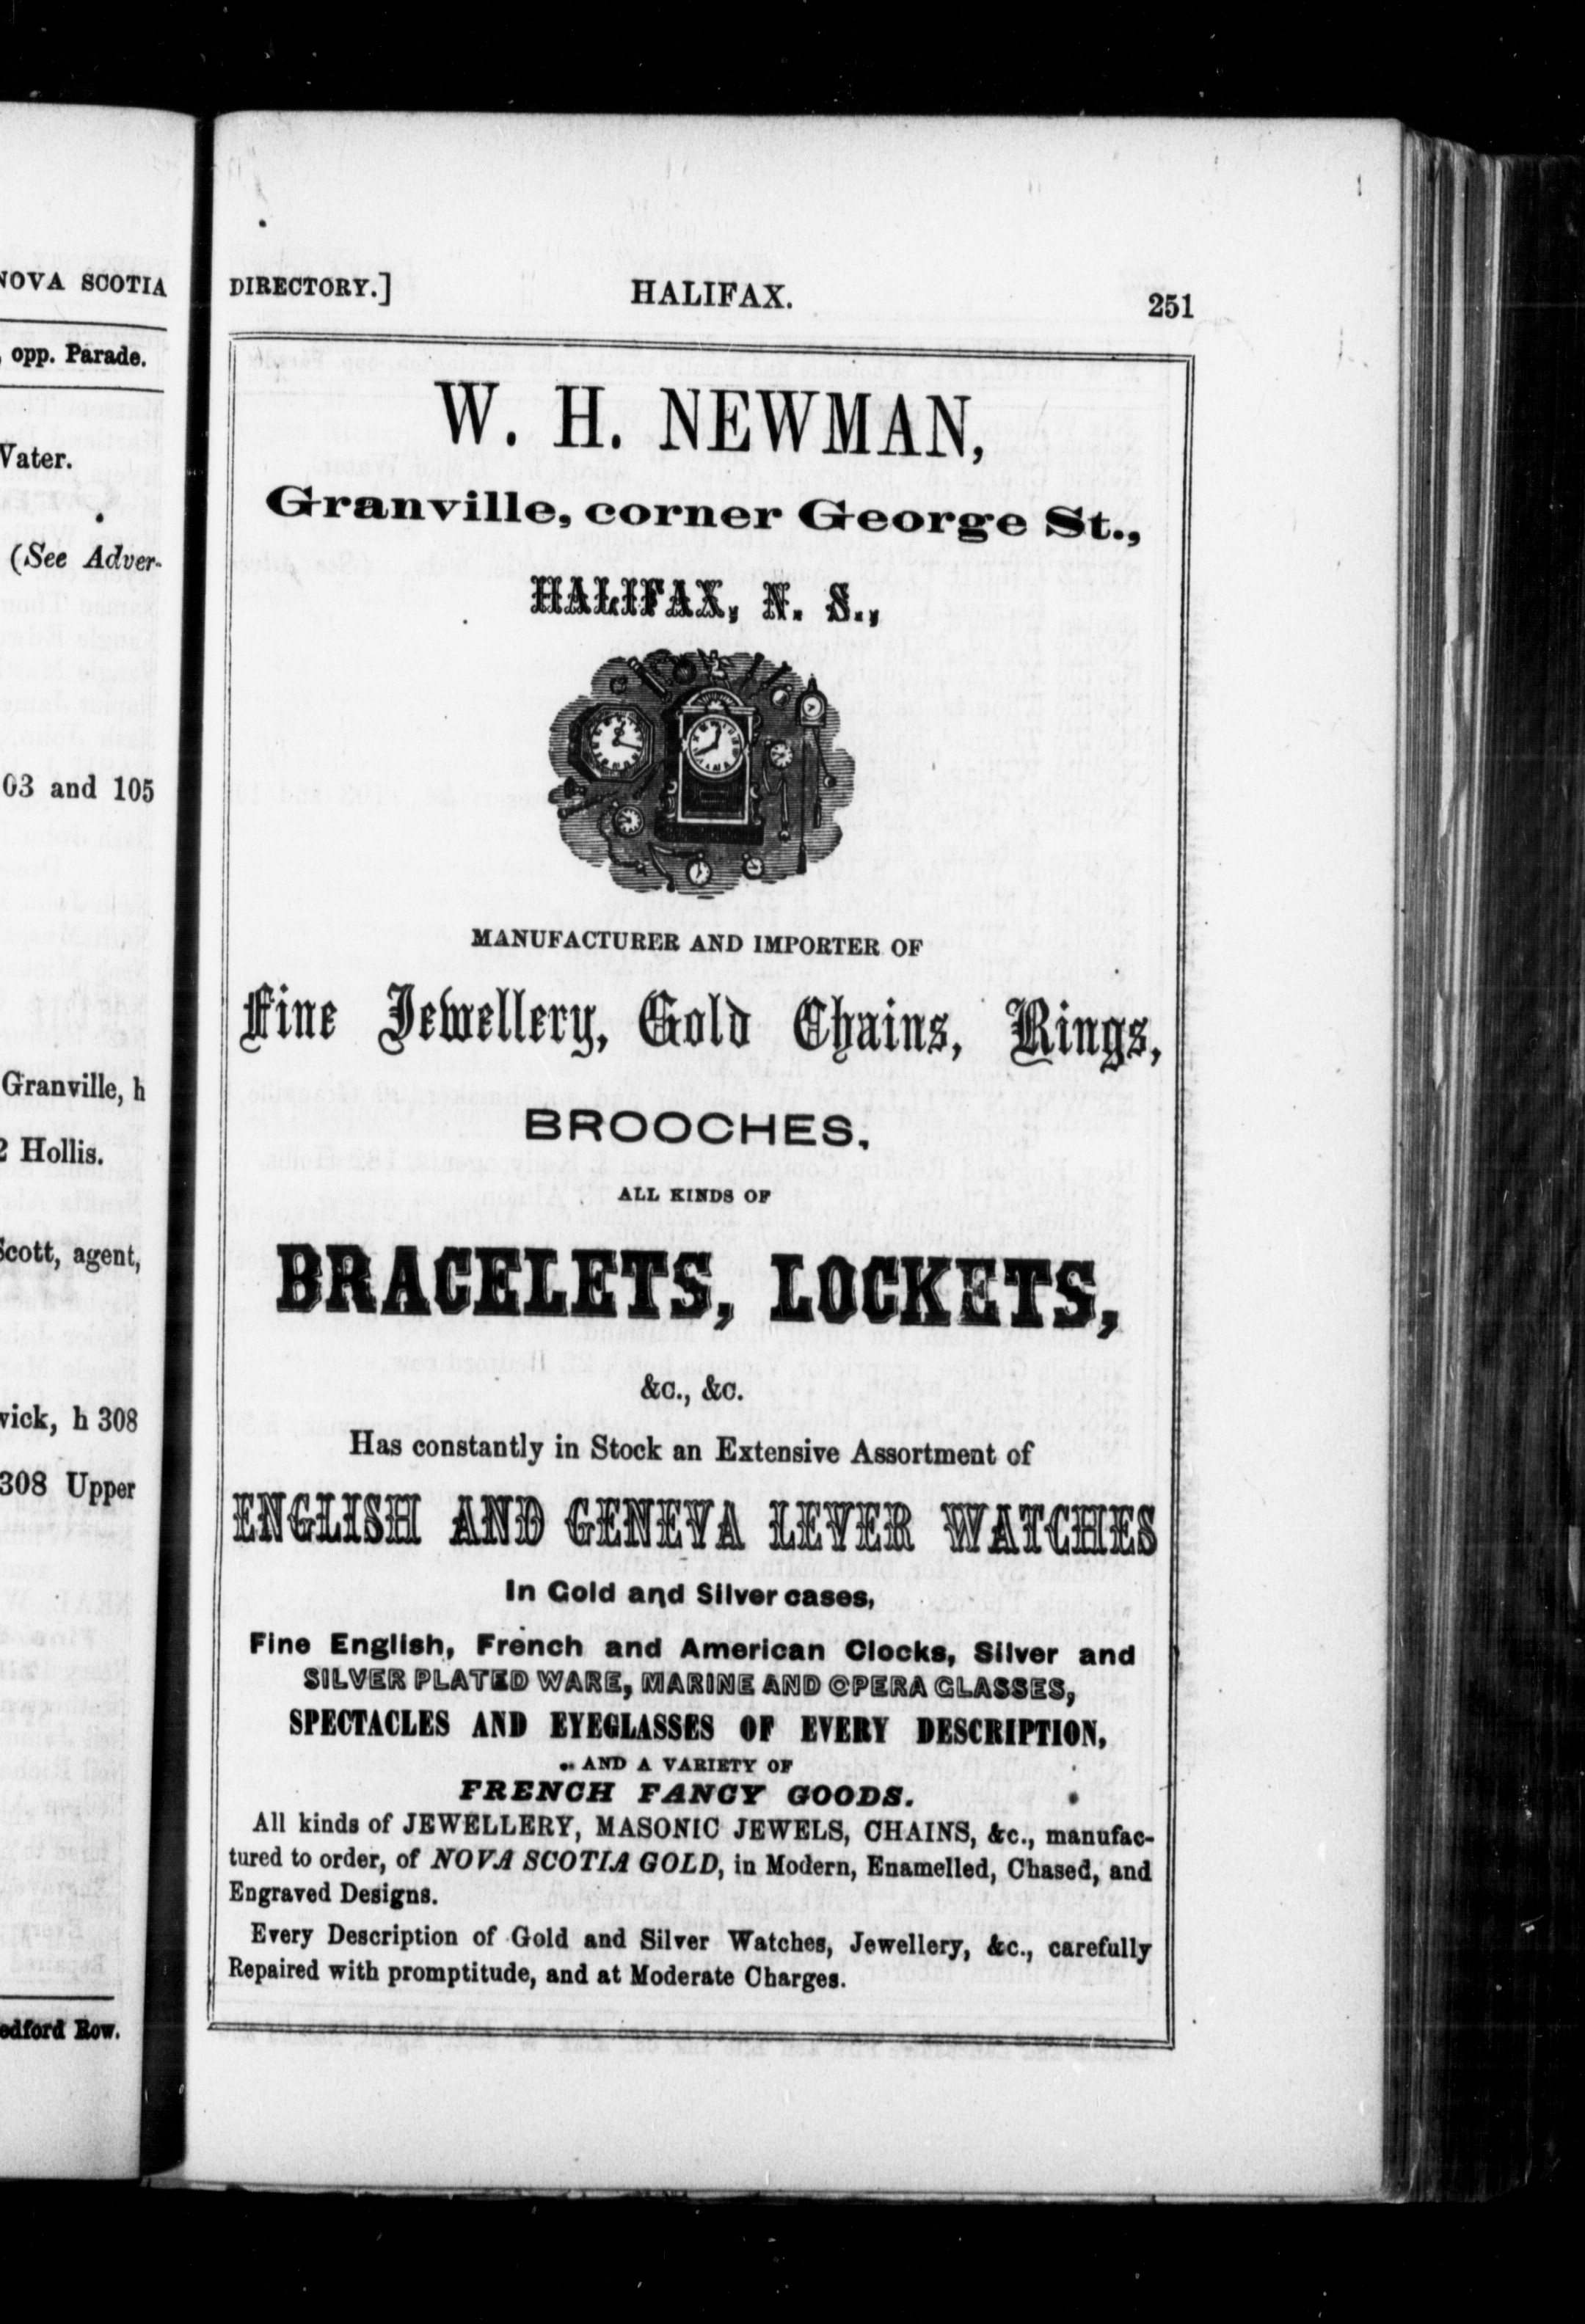 NOVA SCOTIA
, opp. Parade.
Water.
(See Adver-
03 and 105
Granville, h
2 Hollis.
Scott, agent,
wick, h 308
308 Upper
edford Row.
DIRECTORY.] HALIFAX. 251
W. H. NEWMAN,
Granville, corner George St.,
HALIFAX, N. S.,
MANUFACTURER AND IMPORTER OF
Fine Jewellery, Gold Chains, Rings,
BROOCHES,
ALL KINDS OF
BRACELETS, LOCKETS,
&c., &c.
Has constantly in Stock an Extensive Assortment of
ENGLISH AND GENEVA LEVER WATCHES
In Gold and Silver cases,
Fine English, French and American Clocks, Silver and
SILVER PLATED WARE, MARINE AND OPERA GLASSES,
SPECTACLES AND EYEGLASSES OF EVERY DESCRIPTION,
AND A VARIETY OF
FRENCH FANCY GOODS.
All kinds of JEWELLERY, MASONIC JEWELS, CHAINS, &c., manufac-
tured to order, of NOVA SCOTIA GOLD, in Modern, Enamelled, Chased, and
Engraved Designs.
Every Description of Gold and Silver Watches, Jewellery, &c., carefully
Repaired with promptitude, and at Moderate Charges.